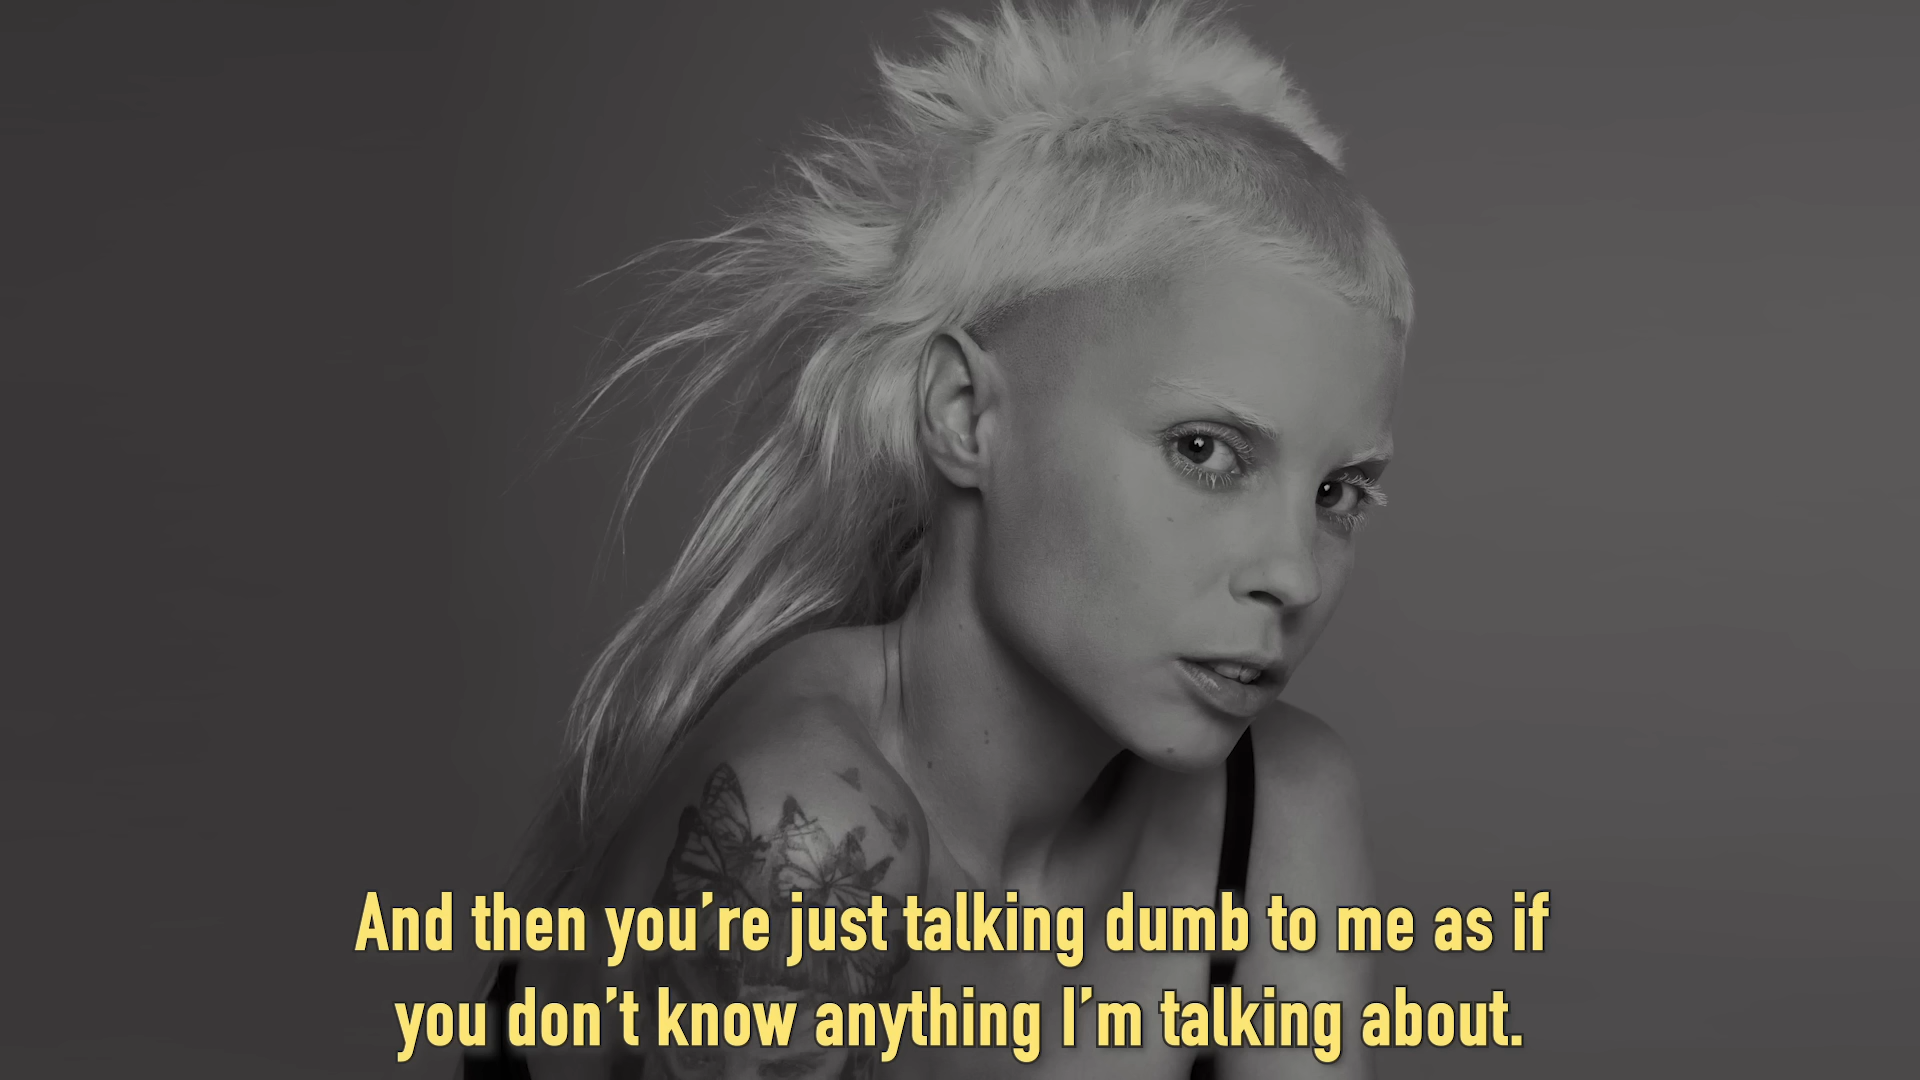 And then you’re just talking dumb to me as if
you don’t know anything I’m talking about.